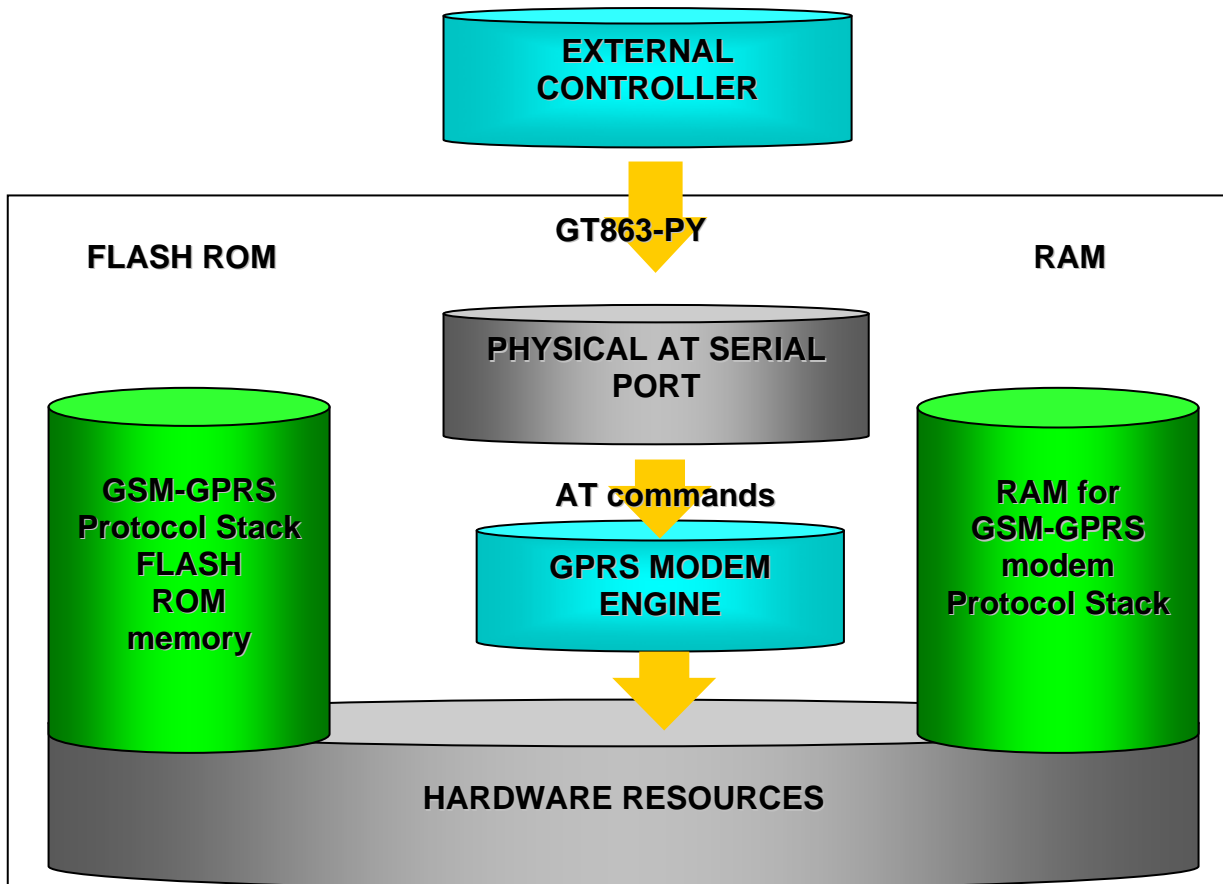 EXTERNAL
CONTROLLER
GT863-PY
FLASH ROM
RAM
PHYSICAL AT SERIAL
PORT
GSM-GPRS
Protocol Stack
FLASH
ROM
memory
AT commands
GPRS MODEM
ENGINE
RAM for
GSM-GPRS
modem
Protocol Stack
HARDWARE RESOURCES